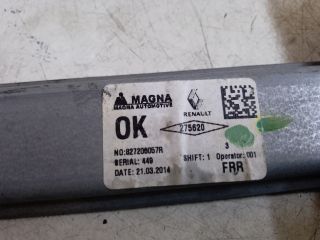 MAGNA
MAGNA AUTOMOTIVE
RENAULT
OK
275620
3
NO:827206057R
SERIAL: 449
SHIFT: 1 Operator: 001
DATE: 21.03.2014
FRR